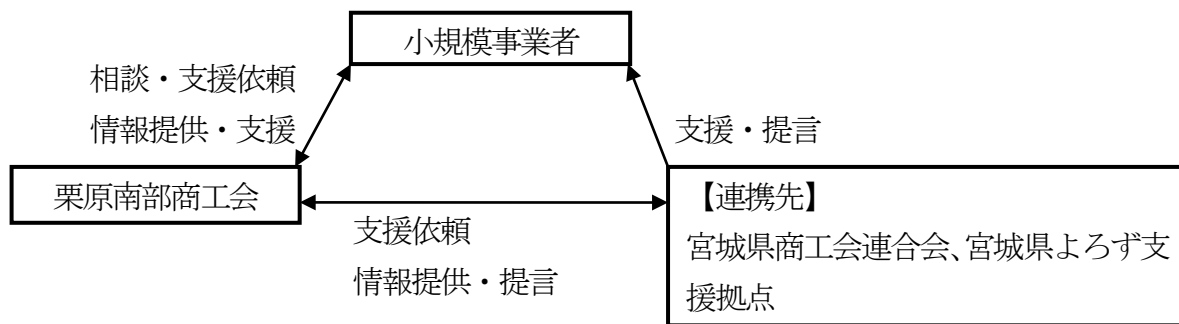 小規模事業者
相談・支援依頼
情報提供・支援
支援・提言
栗原南部商工会
【連携先】
宮城県商工会連合会、宮城県よろず支
援拠点
支援依頼
情報提供・提言